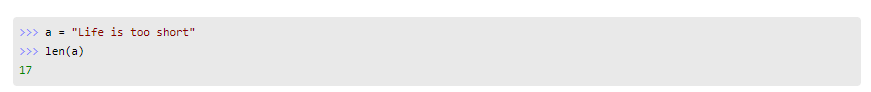 >>> a = "Life is too short"
>>> len(a)
17